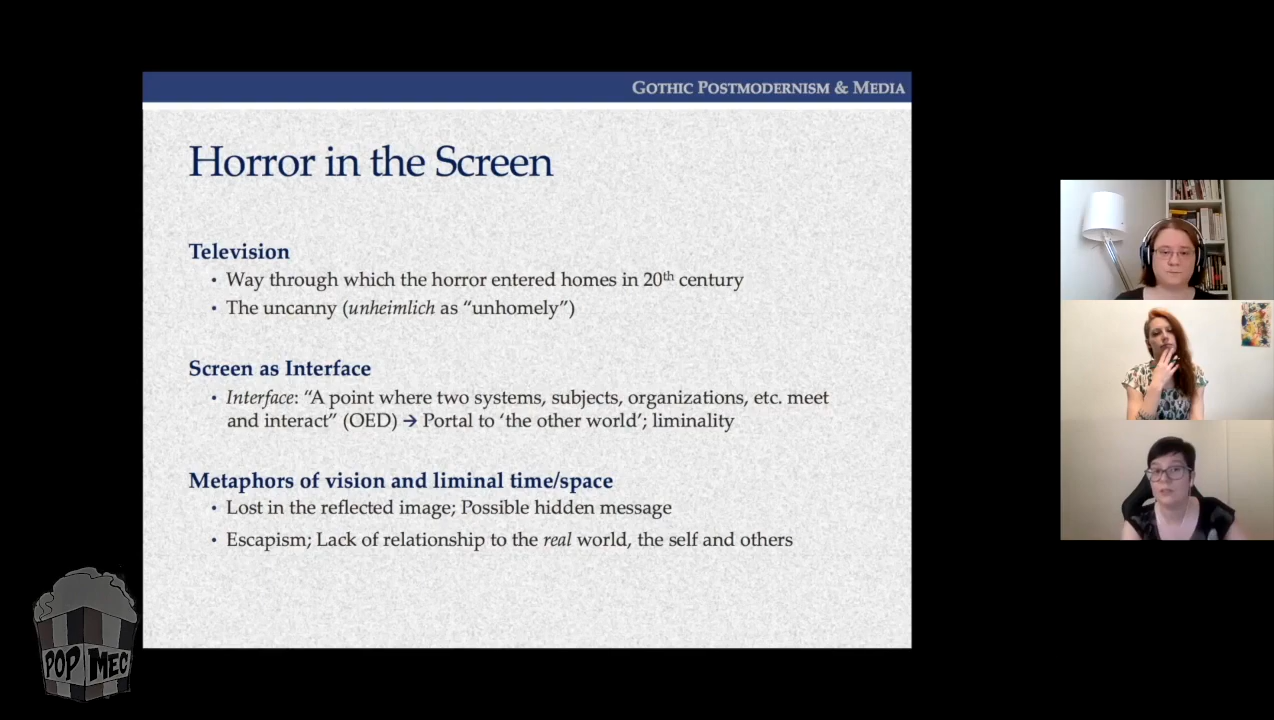 GOTHIC POSTMODERNISM & MEDIA
Horror in the Screen
Television
• Way through which the horror entered homes in 20th century
• The uncanny (unheimlich as “unhomely”)
Screen as Interface
• Interface: “A point where two systems, subjects, organizations, etc. meet
and interact” (OED) → Portal to ‘the other world’; liminality
Metaphors of vision and liminal time/space
• Lost in the reflected image; Possible hidden message
• Escapism; Lack of relationship to the real world, the self and others
POP MEC